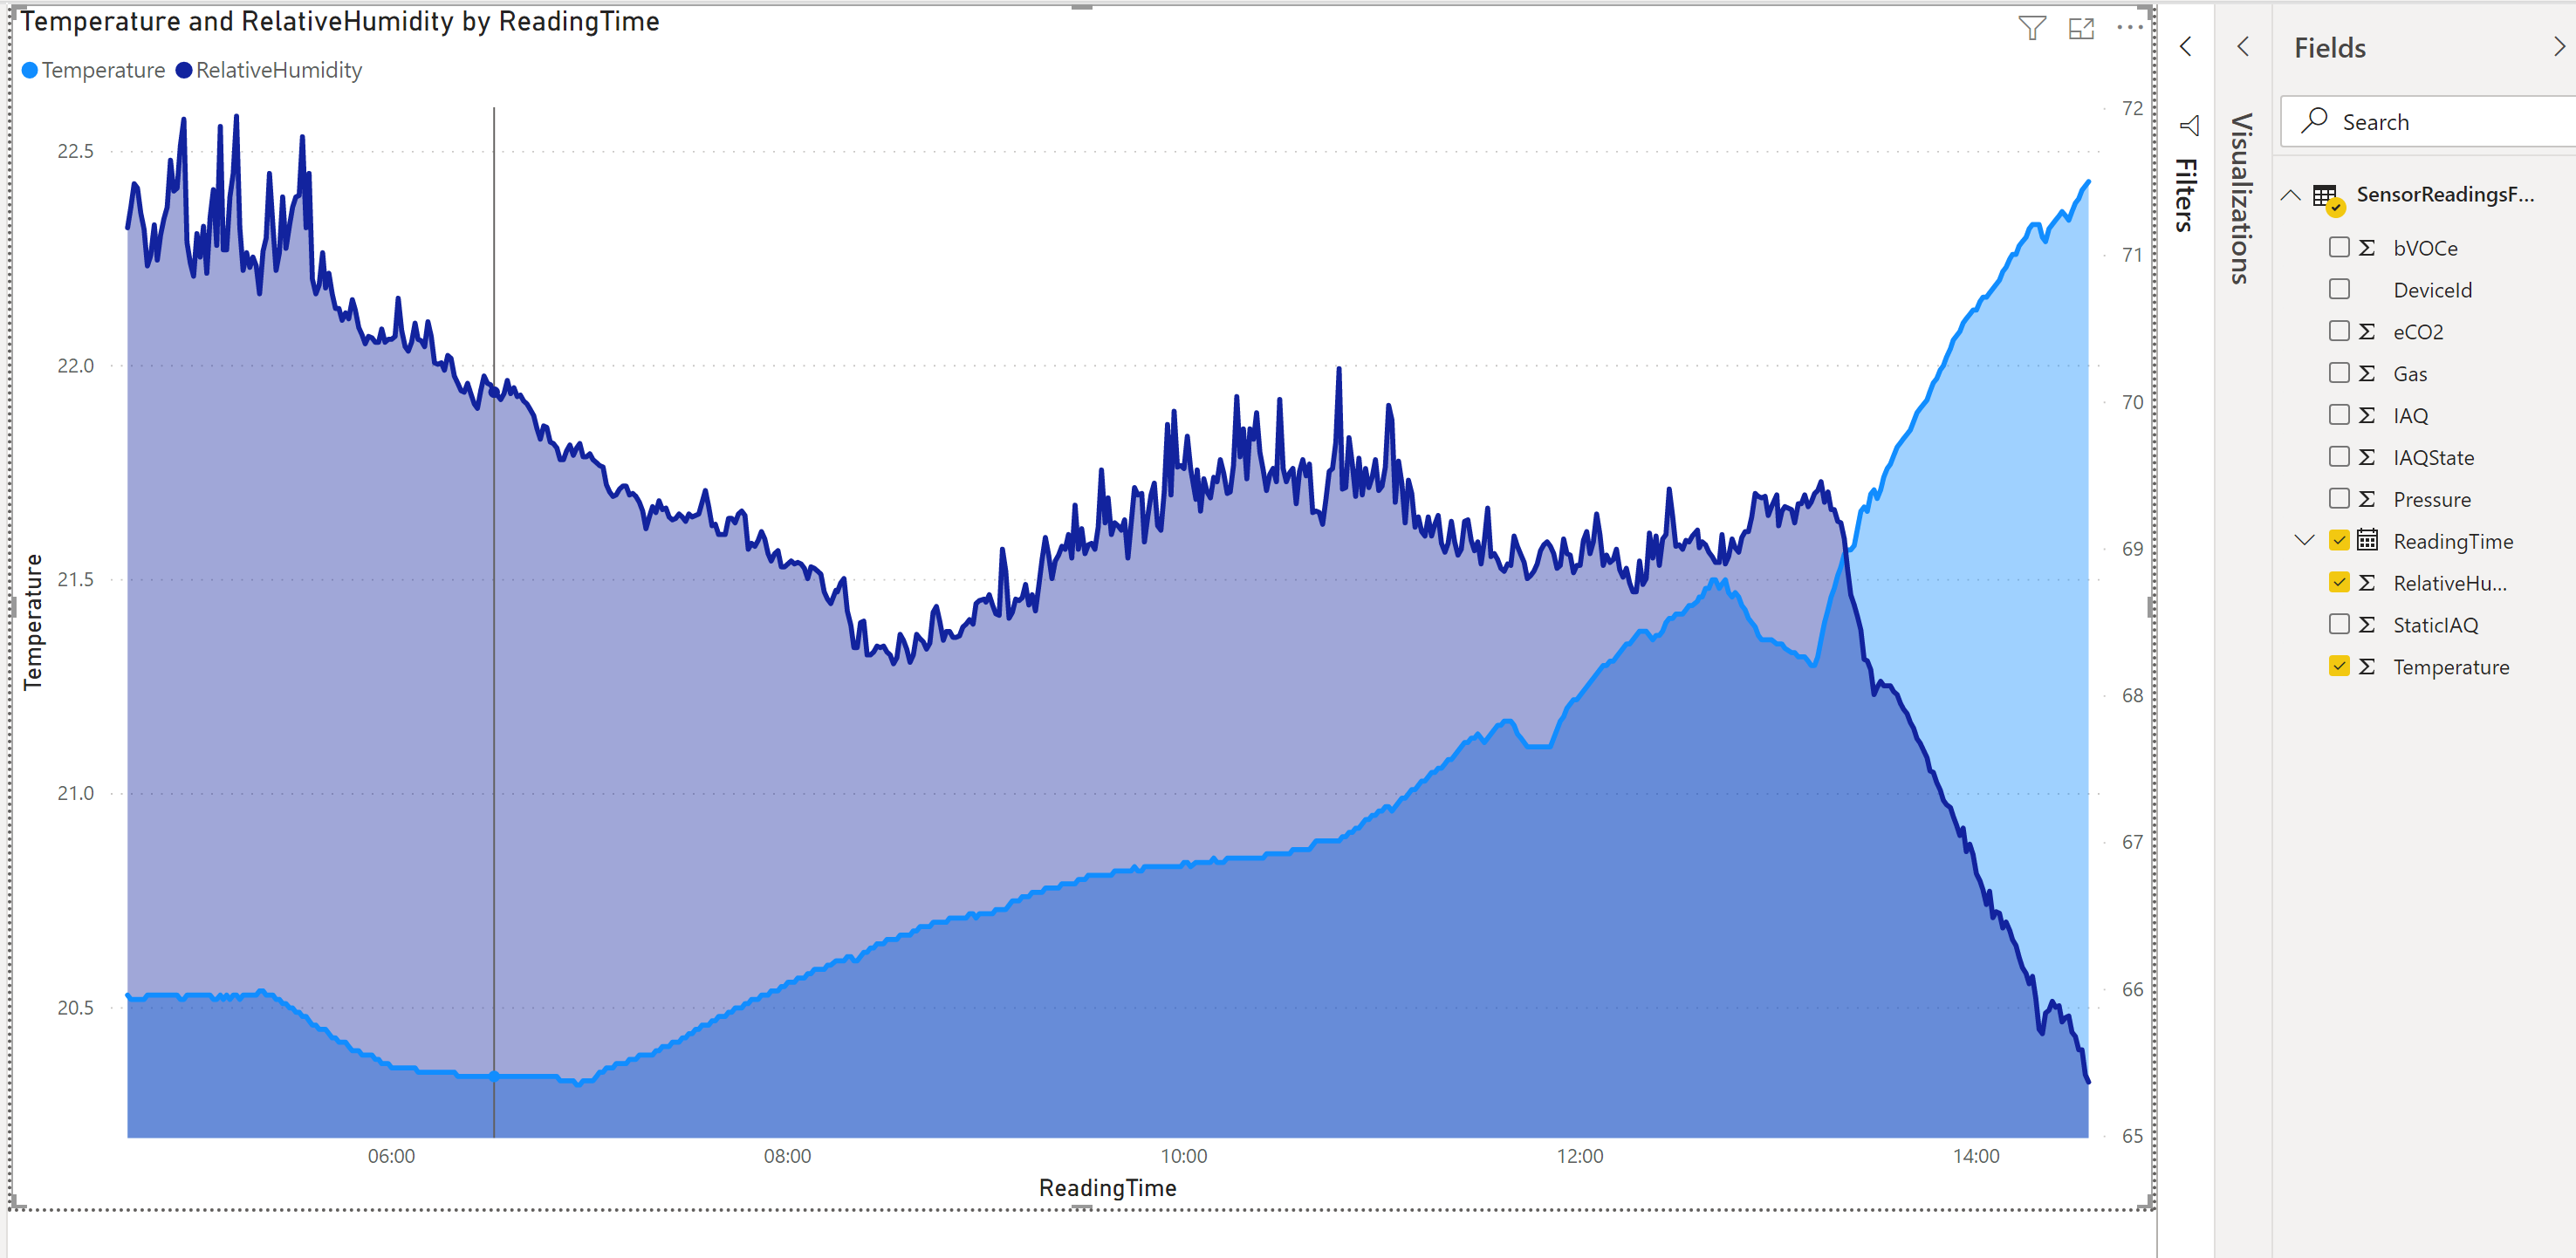 Temperature and RelativeHumidity by ReadingTime
Temperature RelativeHumidity
Temperature
22.5
22.0
21.5
21.0
20.5
72
71
70
69
68
67
66
65
06:00 08:00 10:00 12:00 14:00
ReadingTime
Filters
Visualizations
Fields
Search
SensorReadingsF...
bVOCe
DeviceId
eCO2
Gas
IAQ
IAQState
Pressure
ReadingTime
RelativeHu...
StaticIAQ
Temperature